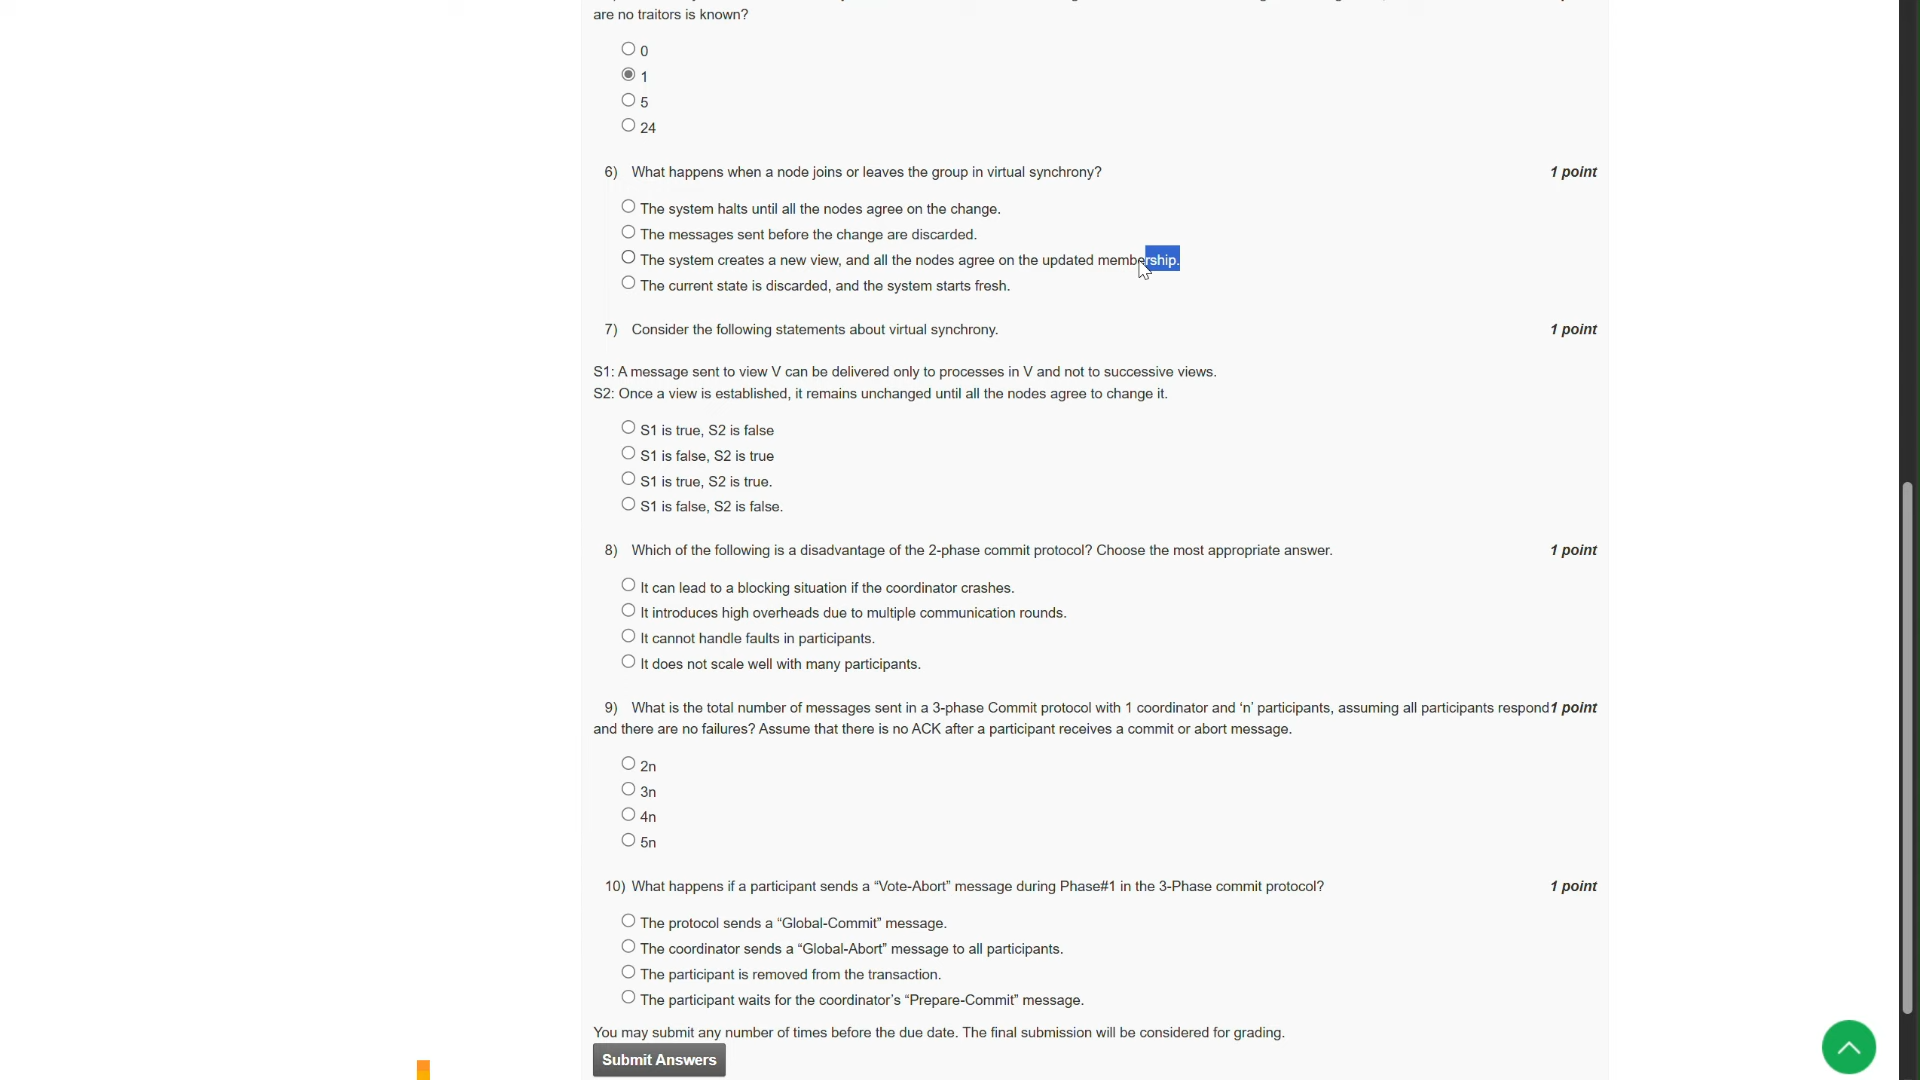 are no traitors is known?
0
1
5
24
6) What happens when a node joins or leaves the group in virtual synchrony? 1 point
The system halts until all the nodes agree on the change.
The messages sent before the change are discarded.
The system creates a new view, and all the nodes agree on the updated membership.
The current state is discarded, and the system starts fresh.
7) Consider the following statements about virtual synchrony. 1 point
S1: A message sent to view V can be delivered only to processes in V and not to successive views.
S2: Once a view is established, it remains unchanged until all the nodes agree to change it.
S1 is true, S2 is false
S1 is false, S2 is true
S1 is true, S2 is true.
S1 is false, S2 is false.
8) Which of the following is a disadvantage of the 2-phase commit protocol? Choose the most appropriate answer. 1 point
It can lead to a blocking situation if the coordinator crashes.
It introduces high overheads due to multiple communication rounds.
It cannot handle faults in participants.
It does not scale well with many participants.
9) What is the total number of messages sent in a 3-phase Commit protocol with 1 coordinator and ‘n’ participants, assuming all participants respond 1 point
and there are no failures? Assume that there is no ACK after a participant receives a commit or abort message.
2n
3n
4n
5n
10) What happens if a participant sends a “Vote-Abort” message during Phase#1 in the 3-Phase commit protocol? 1 point
The protocol sends a “Global-Commit” message.
The coordinator sends a “Global-Abort” message to all participants.
The participant is removed from the transaction.
The participant waits for the coordinator’s “Prepare-Commit” message.
You may submit any number of times before the due date. The final submission will be considered for grading.
Submit Answers